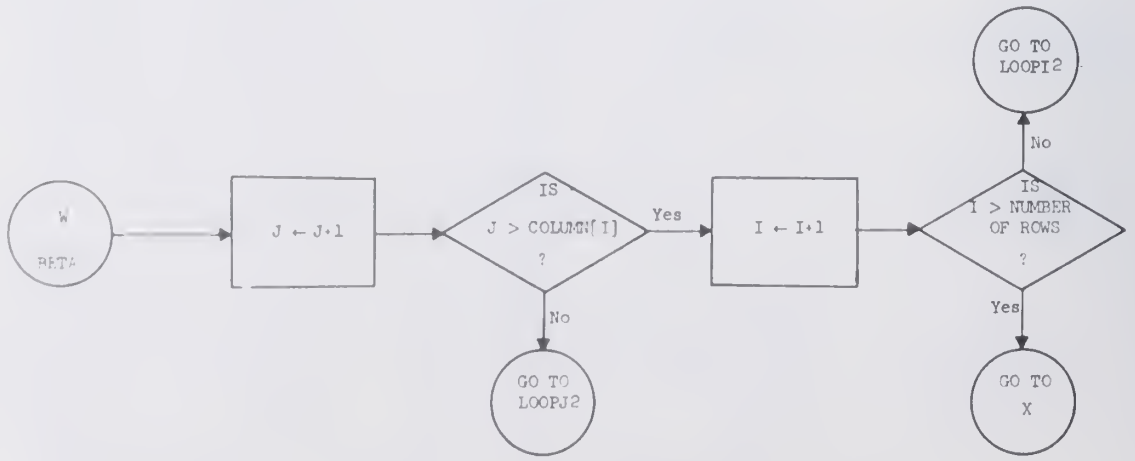 GO TO
LOOPI2
No
W
BETA
J ← J+1
IS
J > COLUMN[I]
?
Yes
I ← I+1
IS
I > NUMBER
OF ROWS
?
No
Yes
GO TO
LOOPJ2
GO TO
X